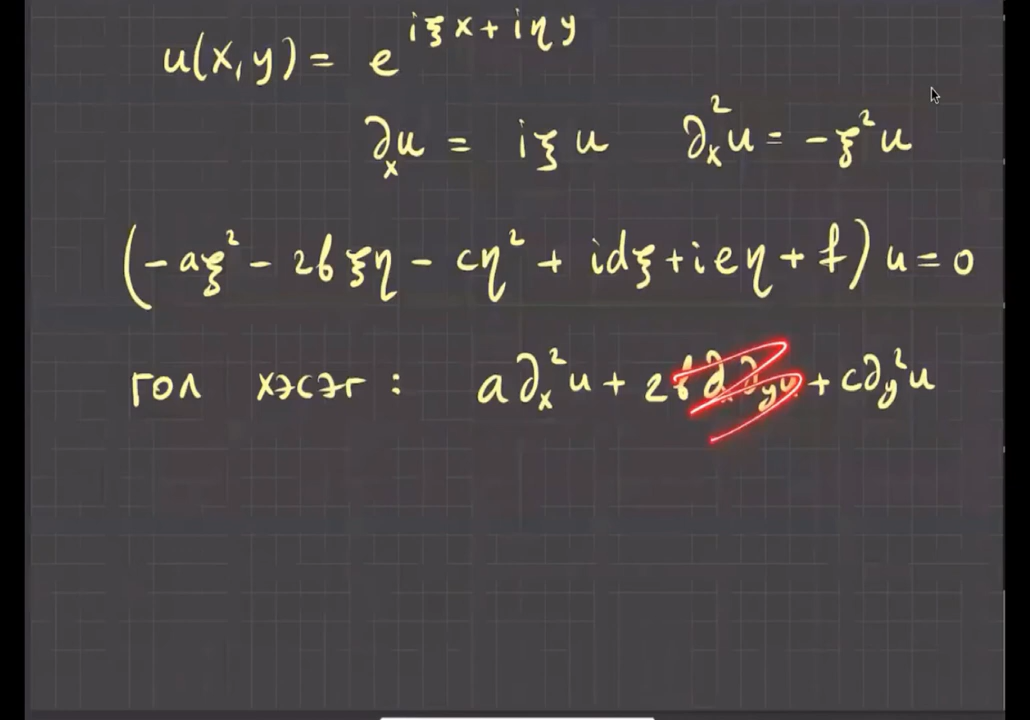 u(x,y) = e^{iξx + iηy}
∂ₓu = iξu ∂ₓ²u = -ξ²u
(-aξ² - 2bξη - cη² + idξ + ieη + f)u = 0
гол хэсэг: a∂ₓ²u + 2b∂ₓ∂ᵧu + c∂ᵧ²u